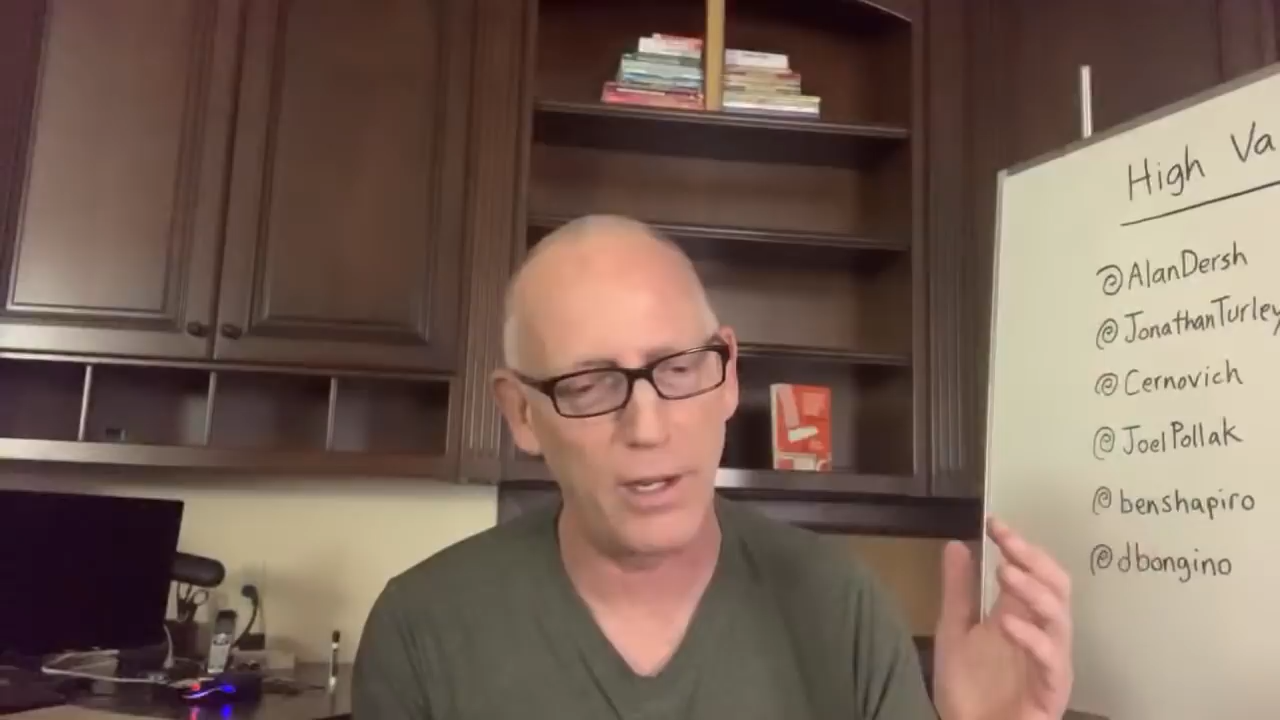 High Va
@AlanDersh
@JonathanTurley
@Cernovich
@JoelPollak
@benshapiro
@dbongino